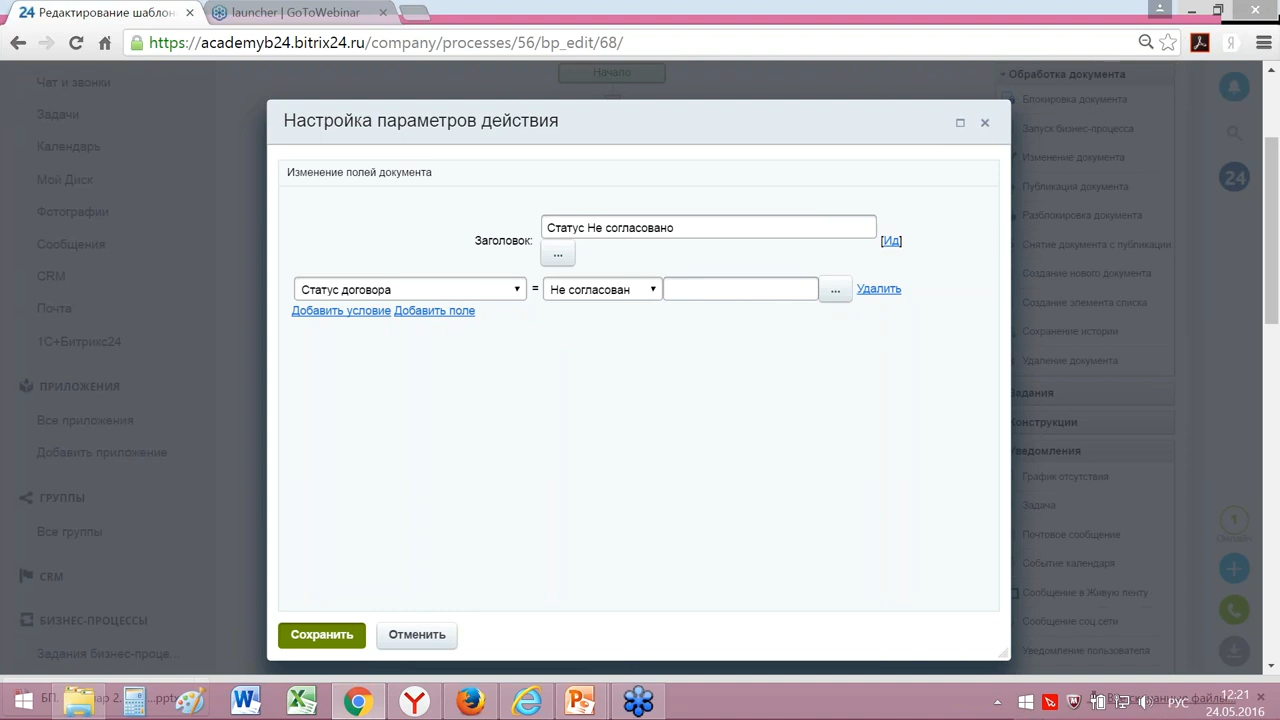 24 Редактирование шаблон
launcher | GoToWebinar
https://academyb24.bitrix24.ru/company/processes/56/bp_edit/68/
Чат и звонки
Задачи
Календарь
Мой Диск
Фотографии
Сообщения
CRM
Почта
1С+Битрикс24
ПРИЛОЖЕНИЯ
Все приложения
Добавить приложение
ГРУППЫ
Все группы
CRM
БИЗНЕС-ПРОЦЕССЫ
Задания бизнес-проце...
Начало
Настройка параметров действия
Изменение полей документа
Заголовок:
Статус Не согласовано
[Ид]
...
Статус договора = Не согласован ... Удалить
Добавить условие Добавить поле
Сохранить Отменить
Обработка документа
Блокировка документа
Запуск бизнес-процесса
Изменение документа
Публикация документа
Разблокировка документа
Снятие документа с публикации
Создание нового документа
Создание элемента списка
Сохранение истории
Удаление документа
Задания
Конструкции
Уведомления
График отсутствия
Задача
Почтовое сообщение
Событие календаря
Сообщение в Живую ленту
Сообщение соц.сети
Уведомление пользователя
24
1
РУС
12:21
24.05.2016